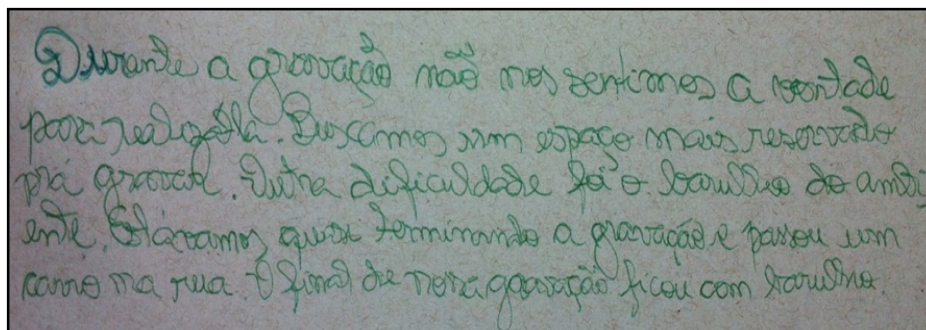 Durante a gravação não nos sentimos a vontade
para realizá-la. Buscamos um espaço mais reservado
pra gravar. Outra dificuldade foi o barulho do ambi
ente. Estávamos quase terminando a gravação e passou um
carro na rua. O final de nossa gravação ficou com barulho.